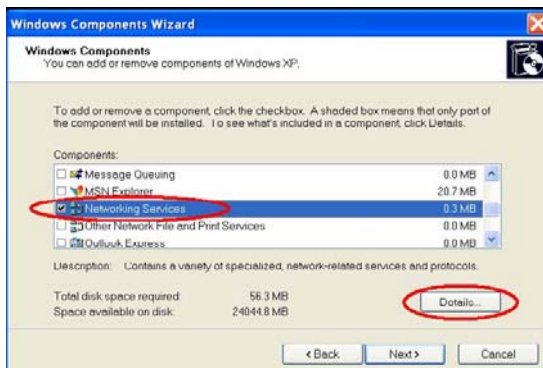 Windows Components Wizard
Windows Components
You can add or remove components of Windows XP.
To add or remove a component, click the checkbox. A shaded box means that only part of
the component will be installed. To see what's included in a component, click Details.
Components:
Message Queuing 0.0 MB
MSN Explorer 20.7 MB
Networking Services 0.3 MB
Other Network File and Print Services 0.0 MB
Outlook Express 0.0 MB
Description: Contains a variety of specialized, network-related services and protocols.
Total disk space required: 56.3 MB
Space available on disk: 24044.8 MB
Details...
< Back Next > Cancel